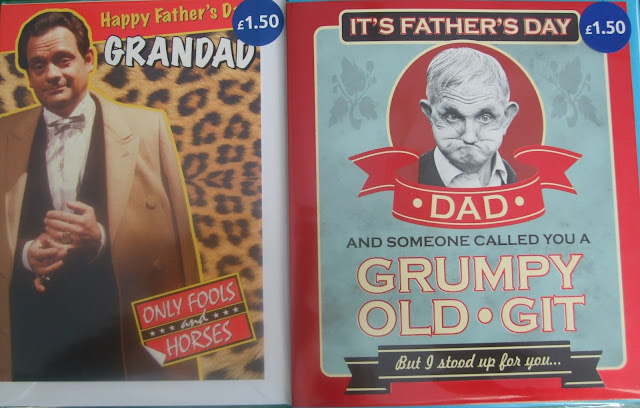 Happy Father's D
£1.50
GRANDAD
ONLY FOOLS
and
HORSES
IT'S FATHER'S DAY
£1.50
DAD
AND SOMEONE CALLED YOU A
GRUMPY
OLD • GIT
But I stood up for you...